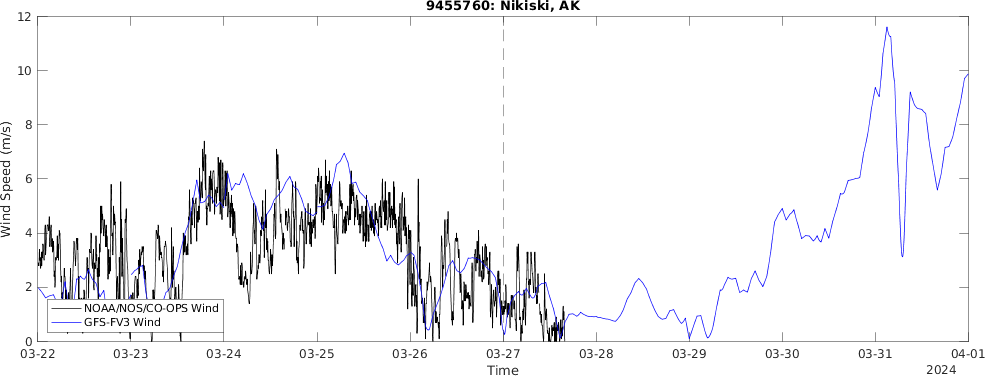 9455760: Nikiski, AK
Wind Speed (m/s)
12
10
8
6
4
2
0
NOAA/NOS/CO-OPS Wind
GFS-FV3 Wind
03-22 03-23 03-24 03-25 03-26 03-27 03-28 03-29 03-30 03-31 04-01
Time
2024